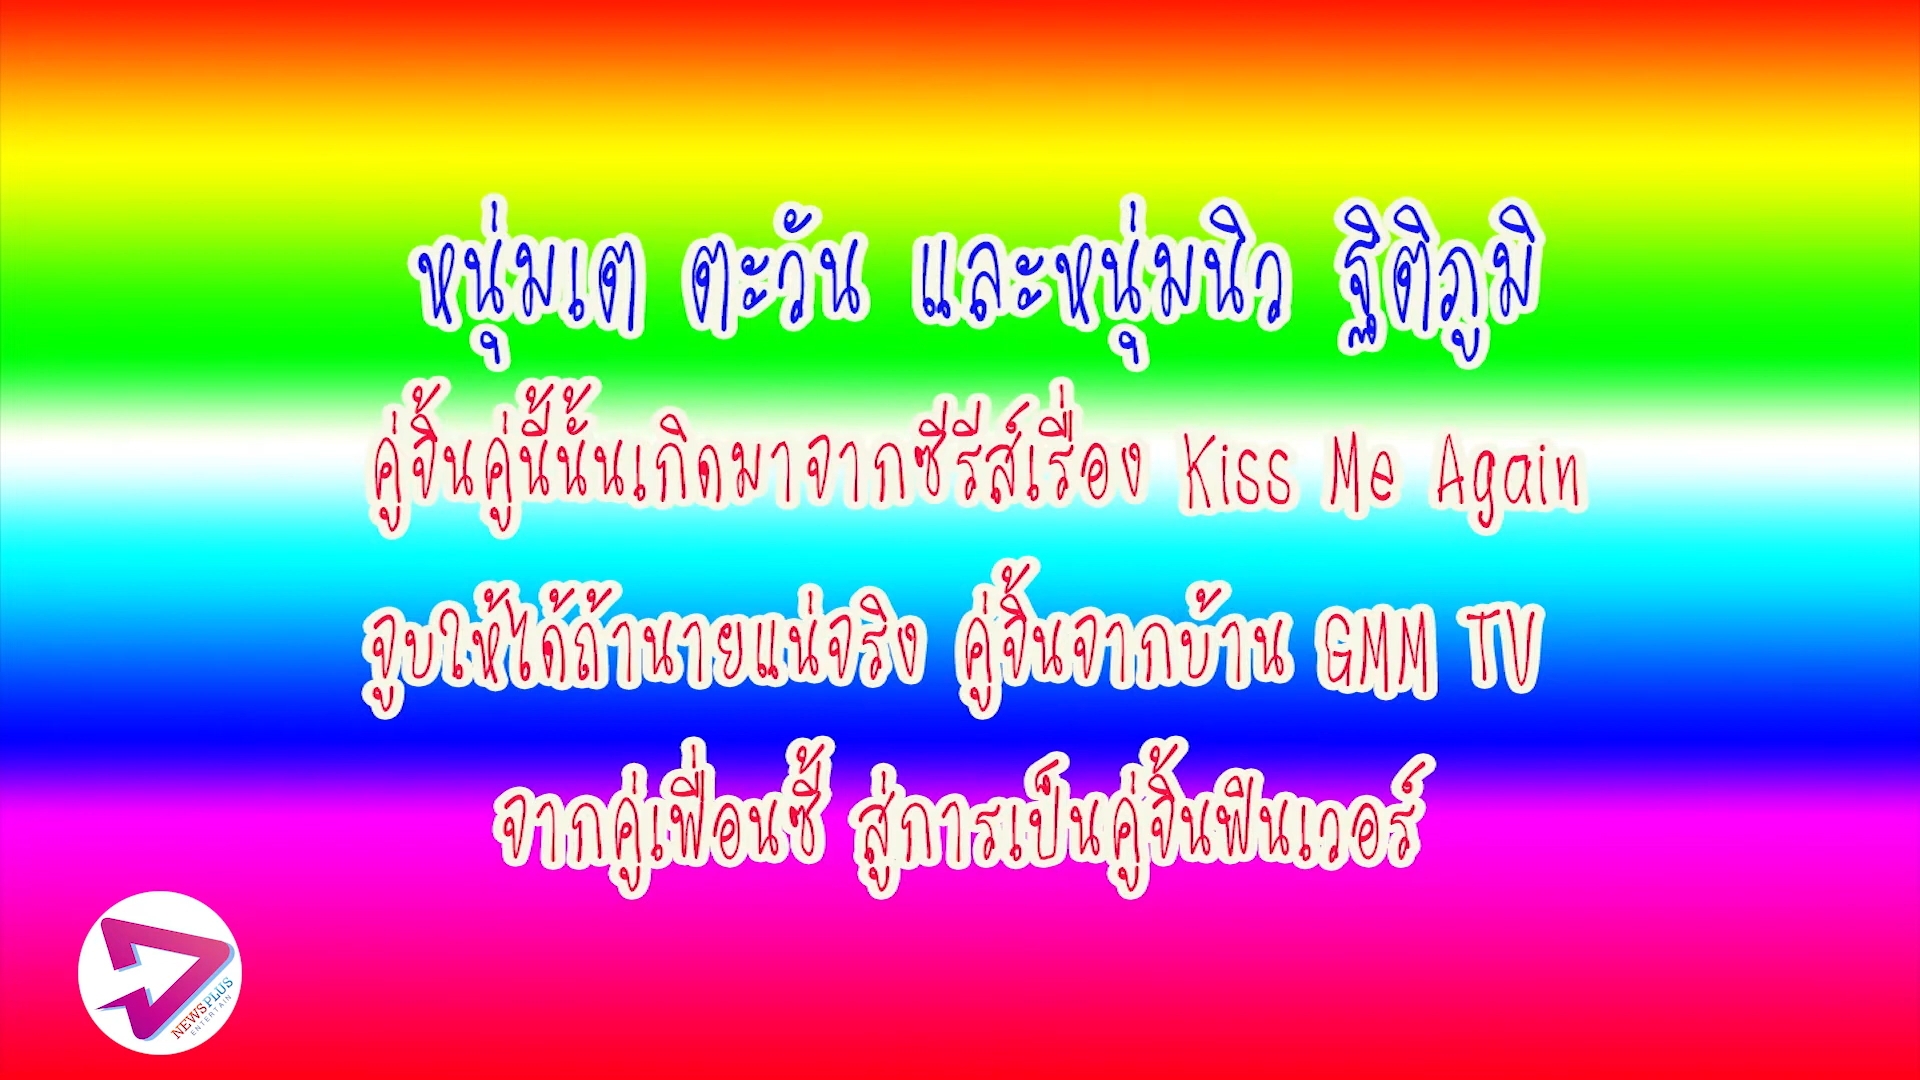 หนุ่มเต ตะวัน และหนุ่มนิว ฐิติภูมิ
คู่จิ้นคู่นี้นั้นเกิดมาจากซีรีส์เรื่อง Kiss Me Again
จูบให้ได้ถ้านายแน่จริง คู่จิ้นจากบ้าน GMM TV
จากคู่เพื่อนซี้ สู่การเป็นคู่จิ้นฟินเวอร์
NEWSPLUS
ENTERTAIN